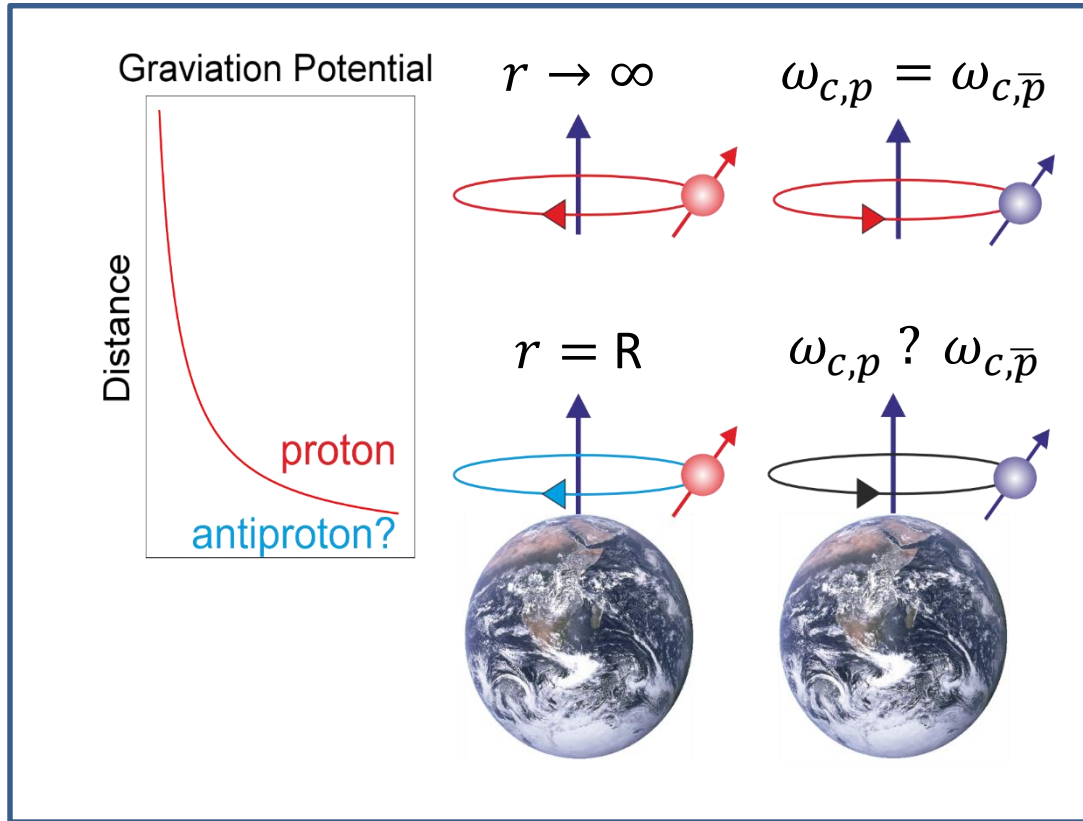 Graviation Potential
Distance
proton
antiproton?
r → ∞
ω_{c,p} = ω_{c,p̅}
r = R
ω_{c,p} ? ω_{c,p̅}